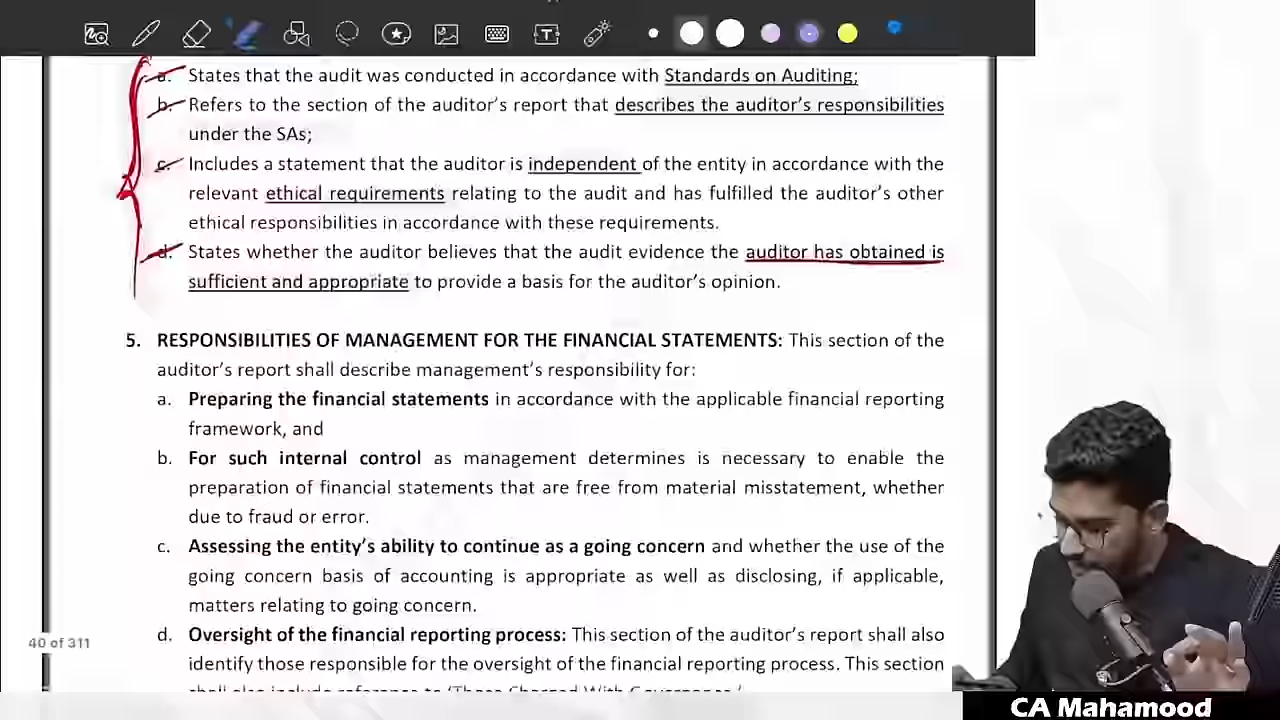 a. States that the audit was conducted in accordance with Standards on Auditing;
b. Refers to the section of the auditor's report that describes the auditor's responsibilities
under the SAs;
c. Includes a statement that the auditor is independent of the entity in accordance with the
relevant ethical requirements relating to the audit and has fulfilled the auditor's other
ethical responsibilities in accordance with these requirements.
d. States whether the auditor believes that the audit evidence the auditor has obtained is
sufficient and appropriate to provide a basis for the auditor's opinion.
5. RESPONSIBILITIES OF MANAGEMENT FOR THE FINANCIAL STATEMENTS: This section of the
auditor's report shall describe management's responsibility for:
a. Preparing the financial statements in accordance with the applicable financial reporting
framework, and
b. For such internal control as management determines is necessary to enable the
preparation of financial statements that are free from material misstatement, whether
due to fraud or error.
c. Assessing the entity's ability to continue as a going concern and whether the use of the
going concern basis of accounting is appropriate as well as disclosing, if applicable,
matters relating to going concern.
40 of 311
d. Oversight of the financial reporting process: This section of the auditor's report shall also
identify those responsible for the oversight of the financial reporting process. This section
shall also include reference to 'Those Charged With
CA Mahamood